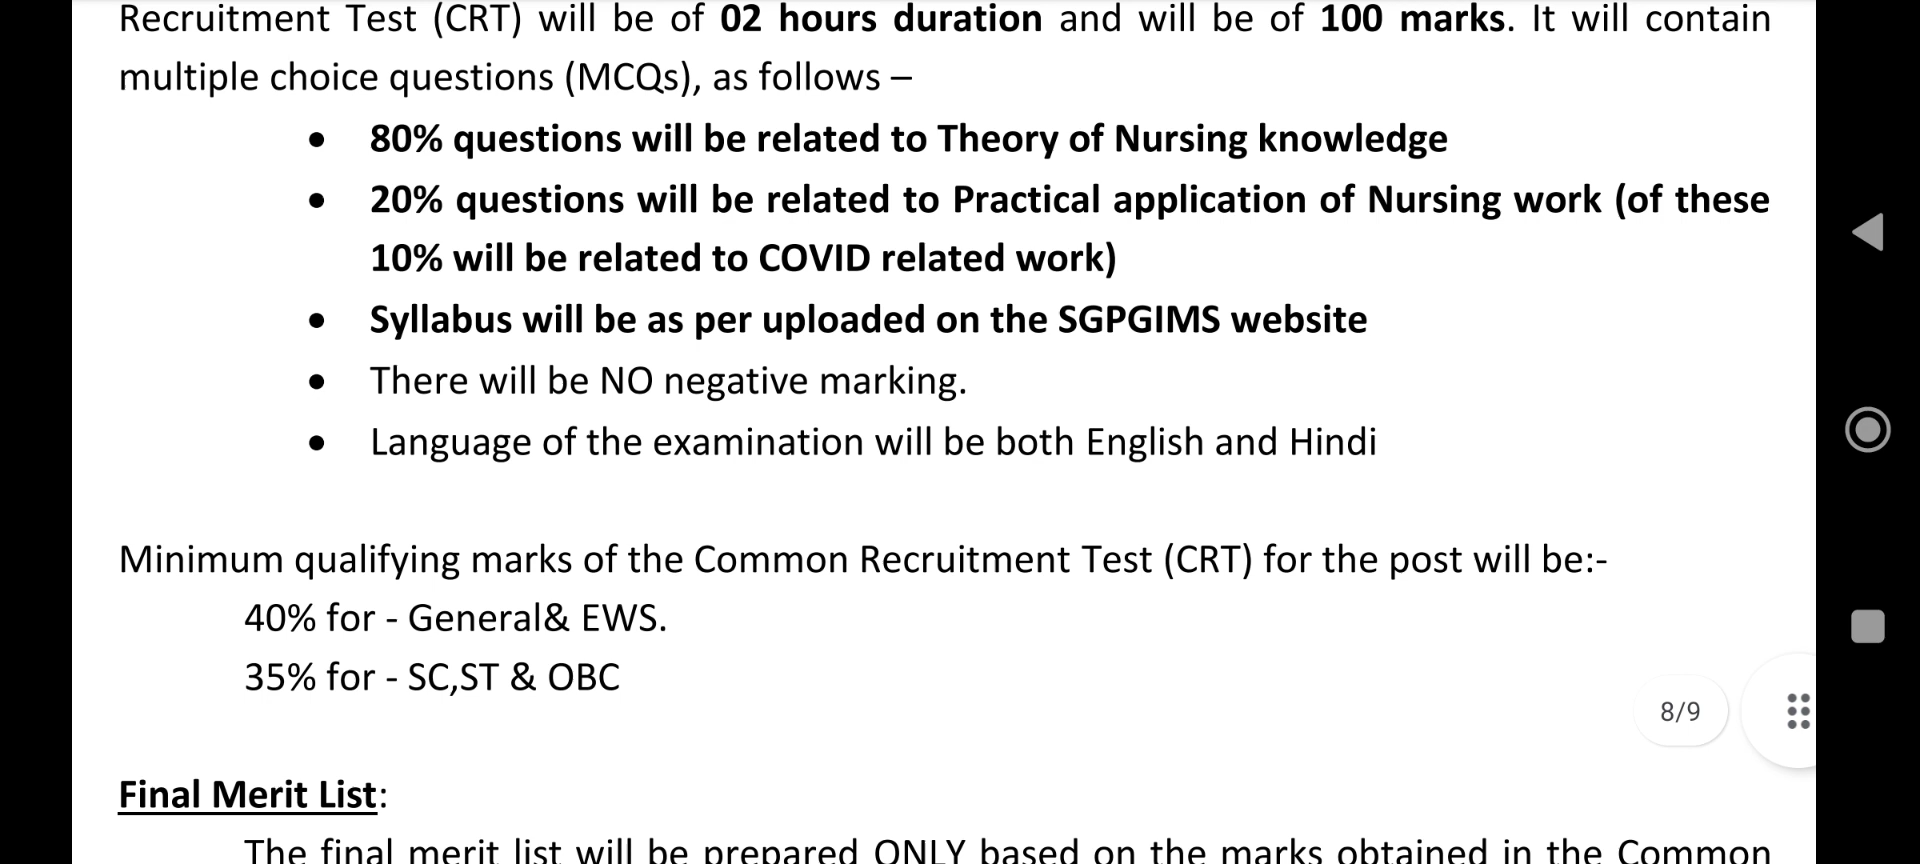 Recruitment Test (CRT) will be of 02 hours duration and will be of 100 marks. It will contain
multiple choice questions (MCQs), as follows –
• 80% questions will be related to Theory of Nursing knowledge
• 20% questions will be related to Practical application of Nursing work (of these
10% will be related to COVID related work)
• Syllabus will be as per uploaded on the SGPGIMS website
• There will be NO negative marking.
• Language of the examination will be both English and Hindi
Minimum qualifying marks of the Common Recruitment Test (CRT) for the post will be:-
40% for - General& EWS.
35% for - SC,ST & OBC
8/9
Final Merit List:
The final merit list will be prepared ONLY based on the marks obtained in the Common